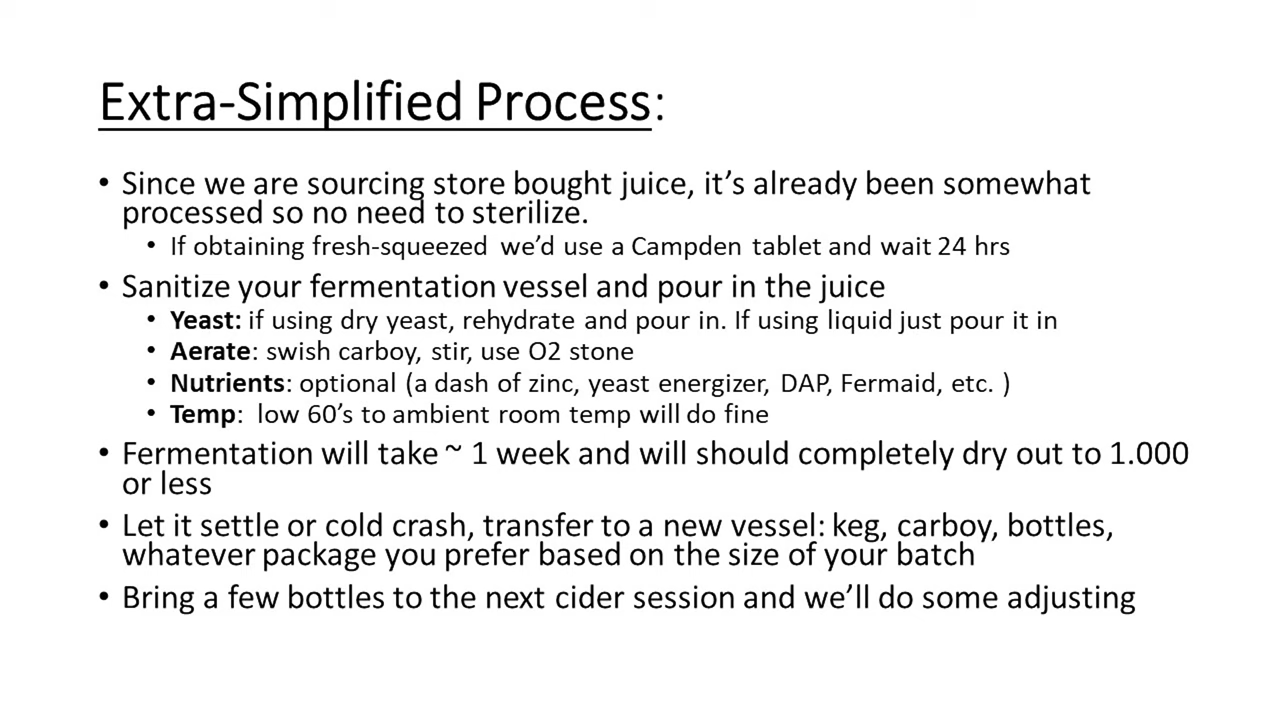 Extra-Simplified Process:
• Since we are sourcing store bought juice, it's already been somewhat
processed so no need to sterilize.
• If obtaining fresh-squeezed we'd use a Campden tablet and wait 24 hrs
• Sanitize your fermentation vessel and pour in the juice
• Yeast: if using dry yeast, rehydrate and pour in. If using liquid just pour it in
• Aerate: swish carboy, stir, use O2 stone
• Nutrients: optional (a dash of zinc, yeast energizer, DAP, Fermaid, etc. )
• Temp: low 60's to ambient room temp will do fine
• Fermentation will take ~ 1 week and will should completely dry out to 1.000
or less
• Let it settle or cold crash, transfer to a new vessel: keg, carboy, bottles,
whatever package you prefer based on the size of your batch
• Bring a few bottles to the next cider session and we'll do some adjusting